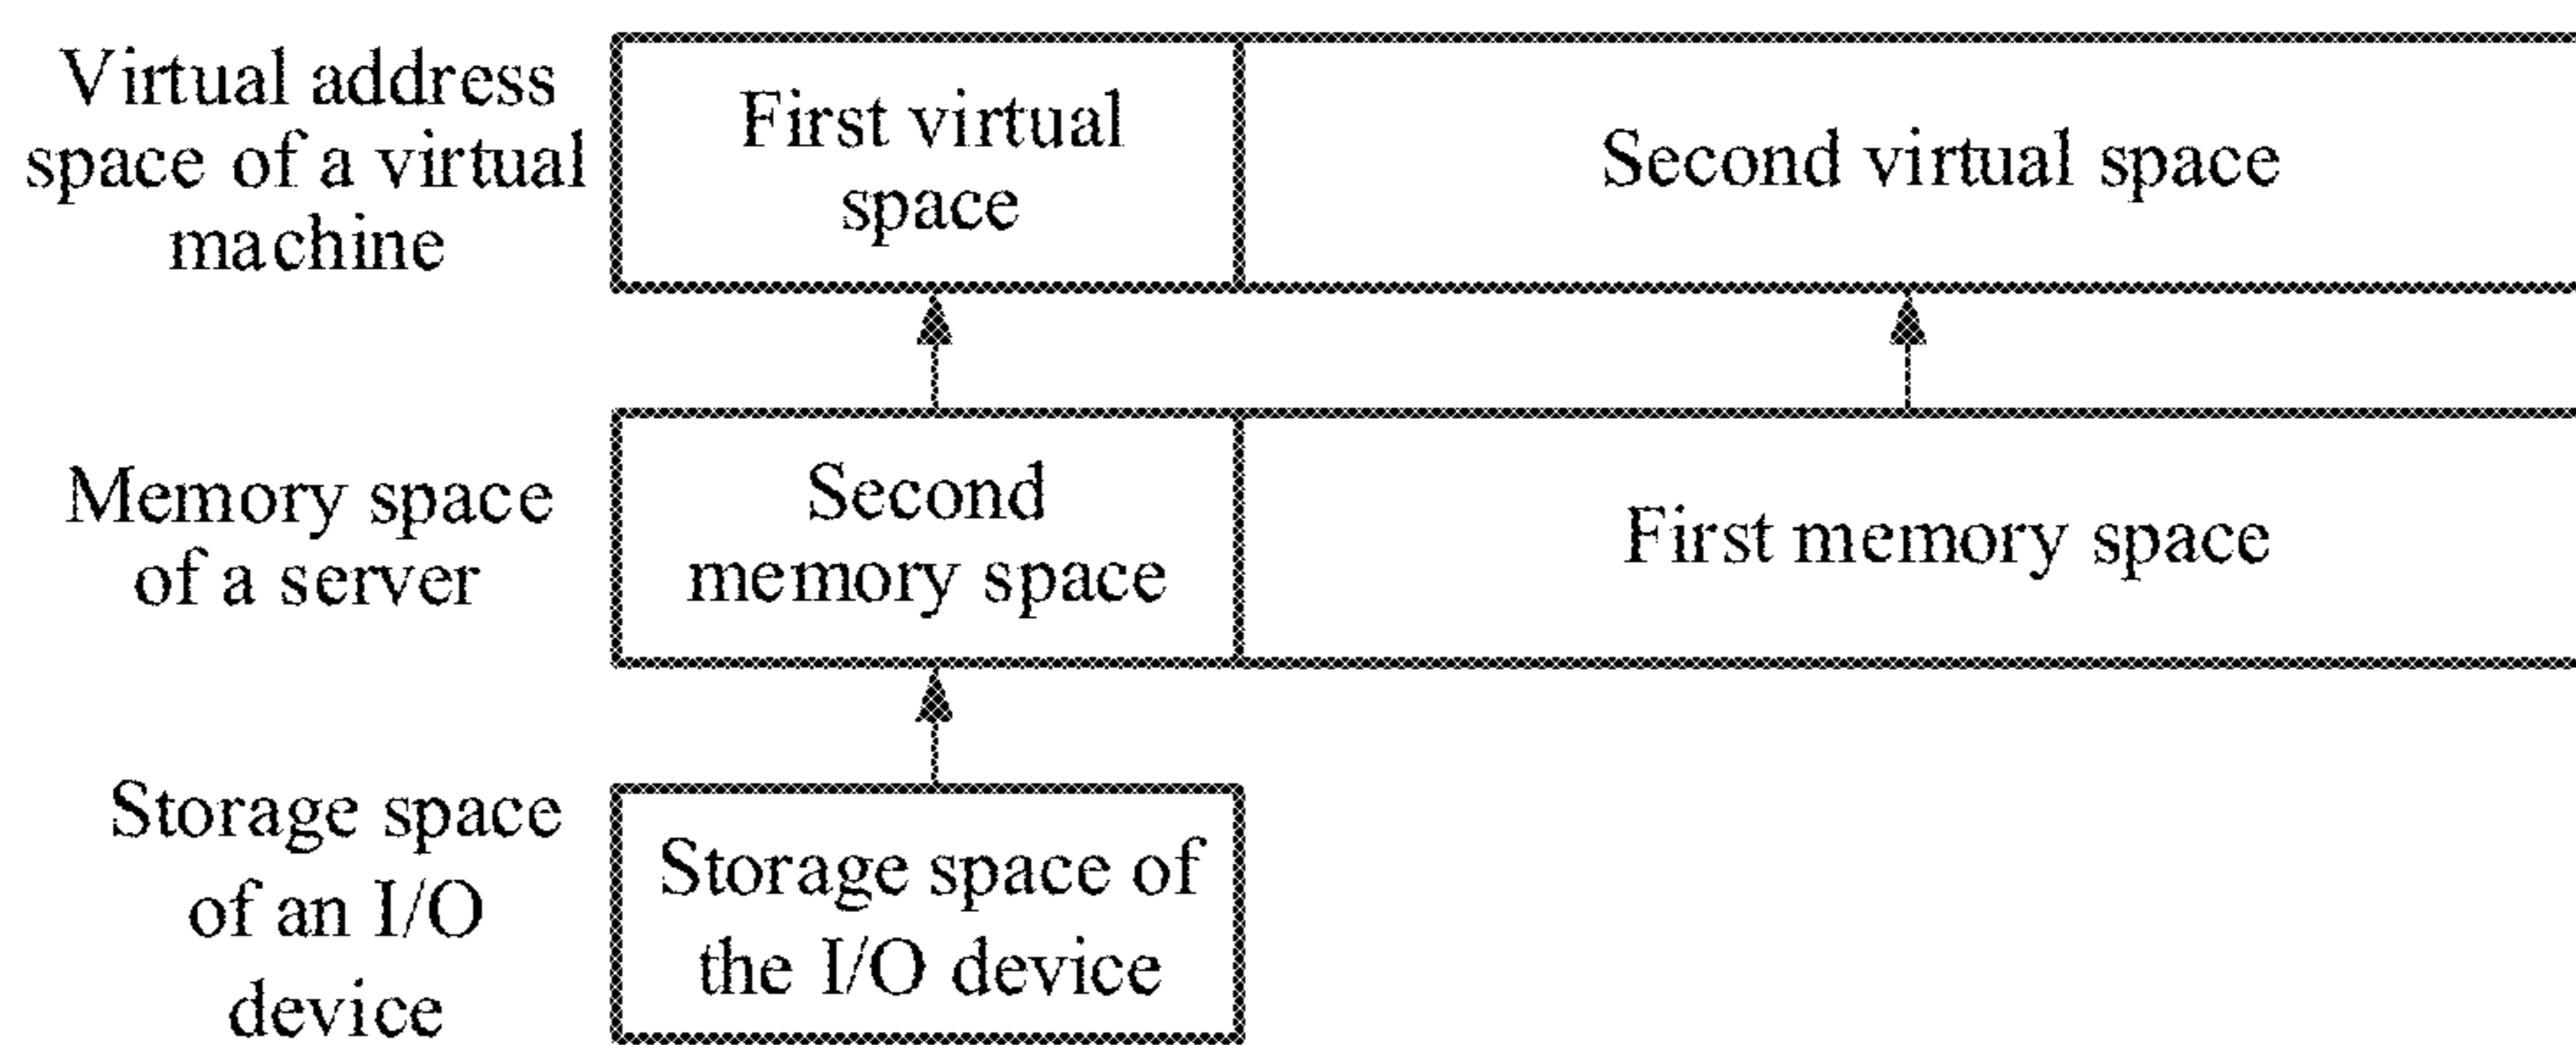 Virtual address
space of a virtual
machine
First virtual
space
Second virtual space
Memory space
of a server
Second
memory space
First memory space
Storage space
of an I/O
device
Storage space of
the I/O device